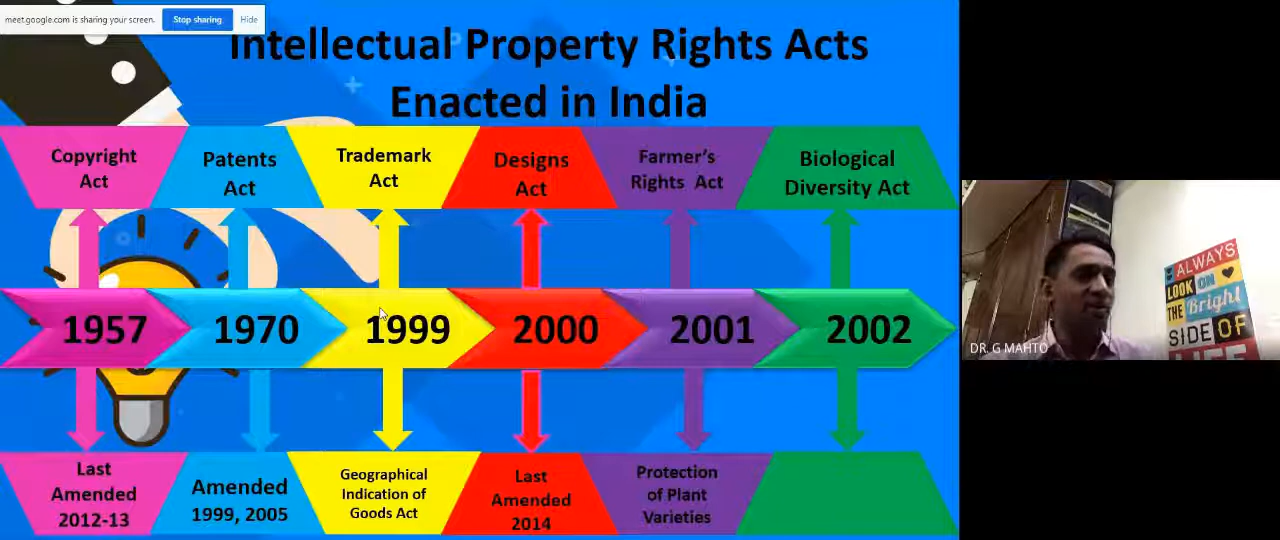 meet.google.com is sharing your screen.
Stop sharing
Hide
Intellectual Property Rights Acts
Enacted in India
Copyright
Act
Patents
Act
Trademark
Act
Designs
Act
Farmer's
Rights Act
Biological
Diversity Act
1957
1970
1999
2000
2001
2002
Last
Amended
2012-13
Amended
1999, 2005
Geographical
Indication of
Goods Act
Last
Amended
2014
Protection
of Plant
Varieties
ALWAYS
LOOK ON
THE Bright
SIDE OF
LIFE
DR. G MAHTO